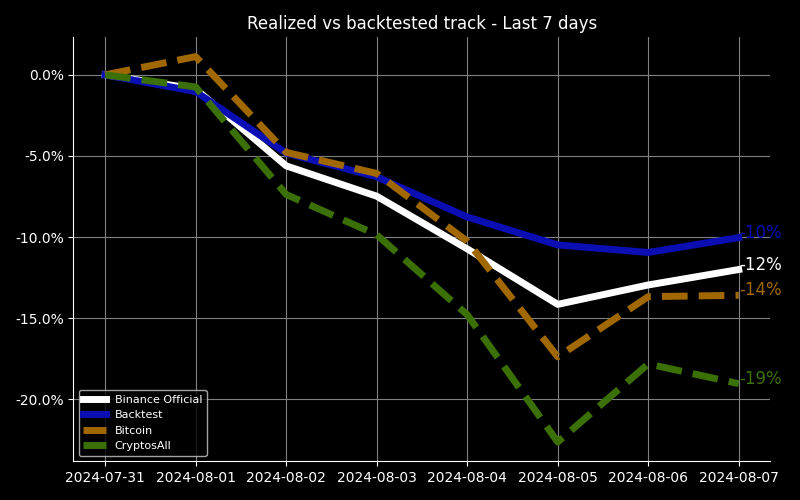 Realized vs backtested track - Last 7 days
0.0%
-5.0%
-10.0%
-15.0%
-20.0%
-10%
-12%
-14%
-19%
Binance Official
Backtest
Bitcoin
CryptosAll
2024-07-31 2024-08-01 2024-08-02 2024-08-03 2024-08-04 2024-08-05 2024-08-06 2024-08-07